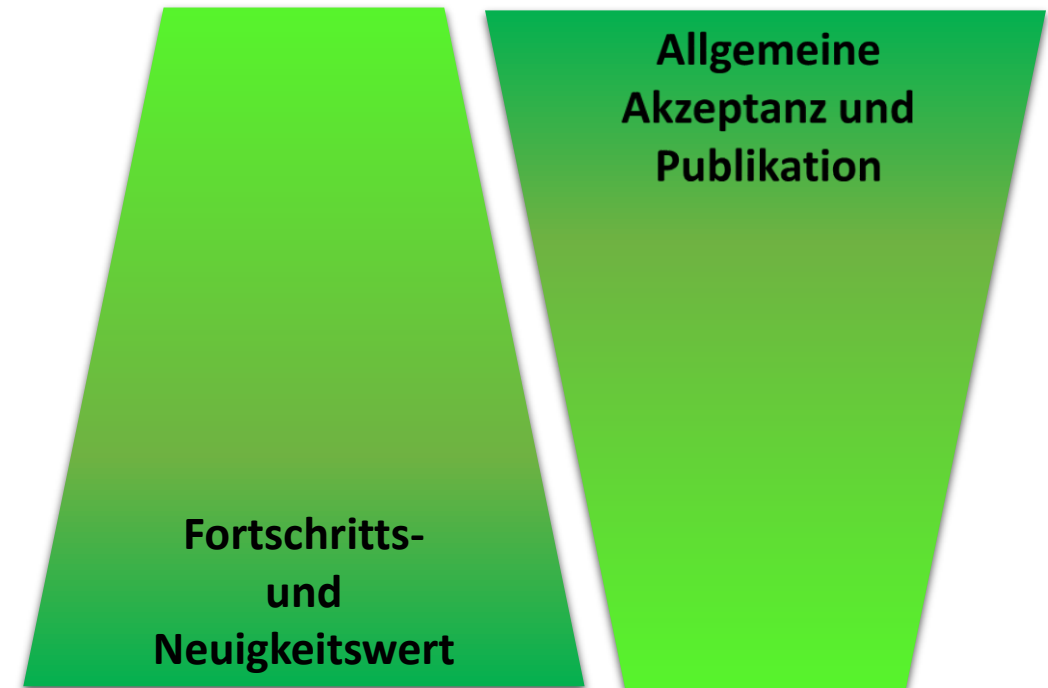 Allgemeine
Akzeptanz und
Publikation
Fortschritts-
und
Neuigkeitswert